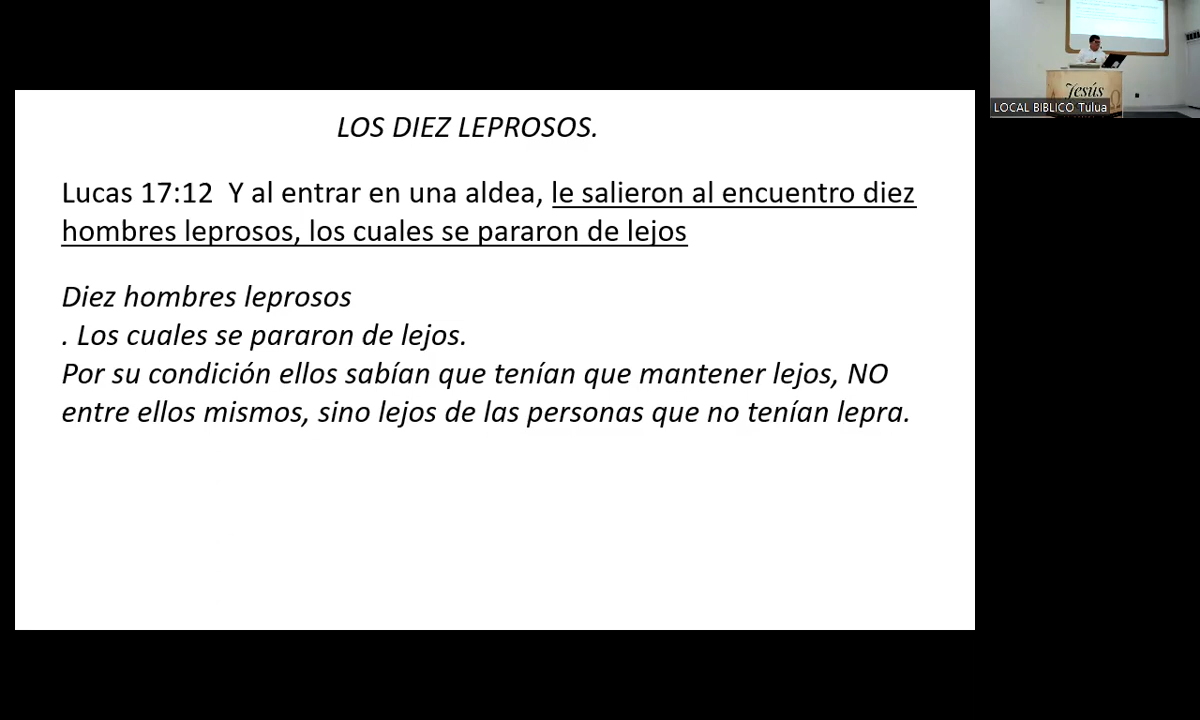 LOS DIEZ LEPROSOS.
Lucas 17:12  Y al entrar en una aldea, le salieron al encuentro diez
hombres leprosos, los cuales se pararon de lejos
Diez hombres leprosos
. Los cuales se pararon de lejos.
Por su condición ellos sabían que tenían que mantener lejos, NO
entre ellos mismos, sino lejos de las personas que no tenían lepra.
Jesús
LOCAL BIBLICO Tulua